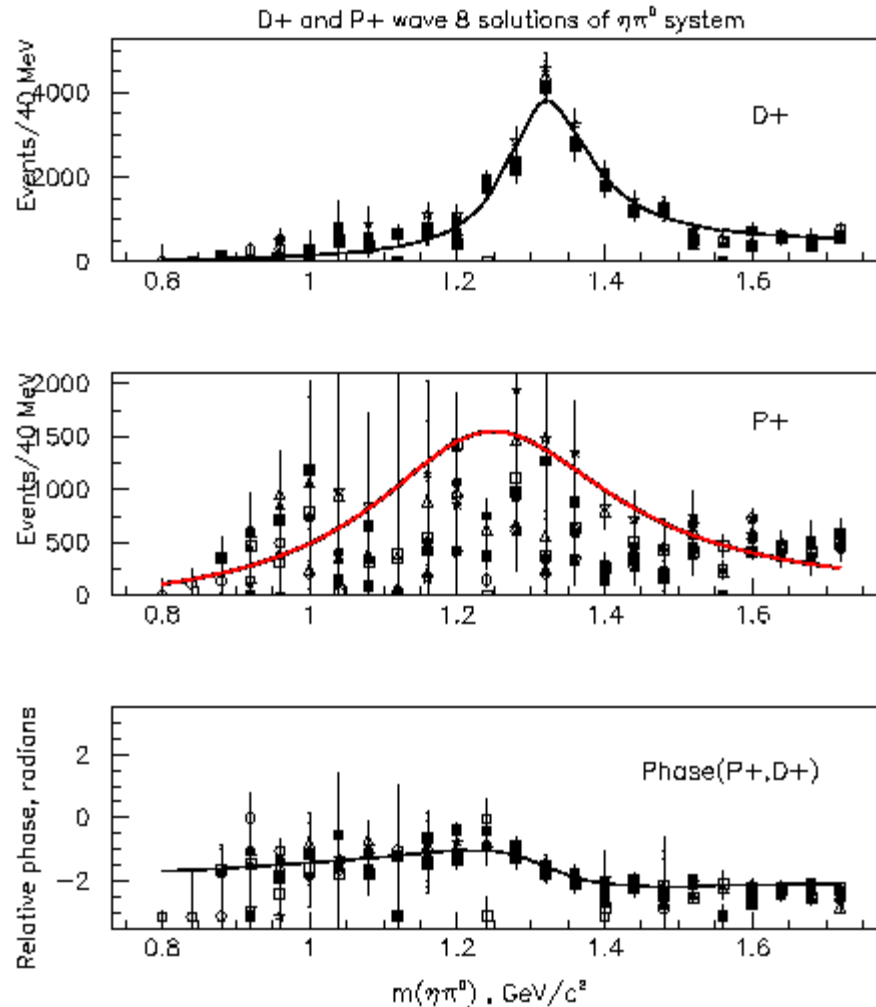 D+ and P+ wave 8 solutions of ηπ⁰ system
Events/40 MeV
4000
2000
0
D+
0.8 1 1.2 1.4 1.6
Events/40 MeV
2000
1500
1000
500
0
P+
0.8 1 1.2 1.4 1.6
Relative phase, radians
2
0
−2
Phase(P+,D+)
0.8 1 1.2 1.4 1.6
m(ηπ⁰) , GeV/c²